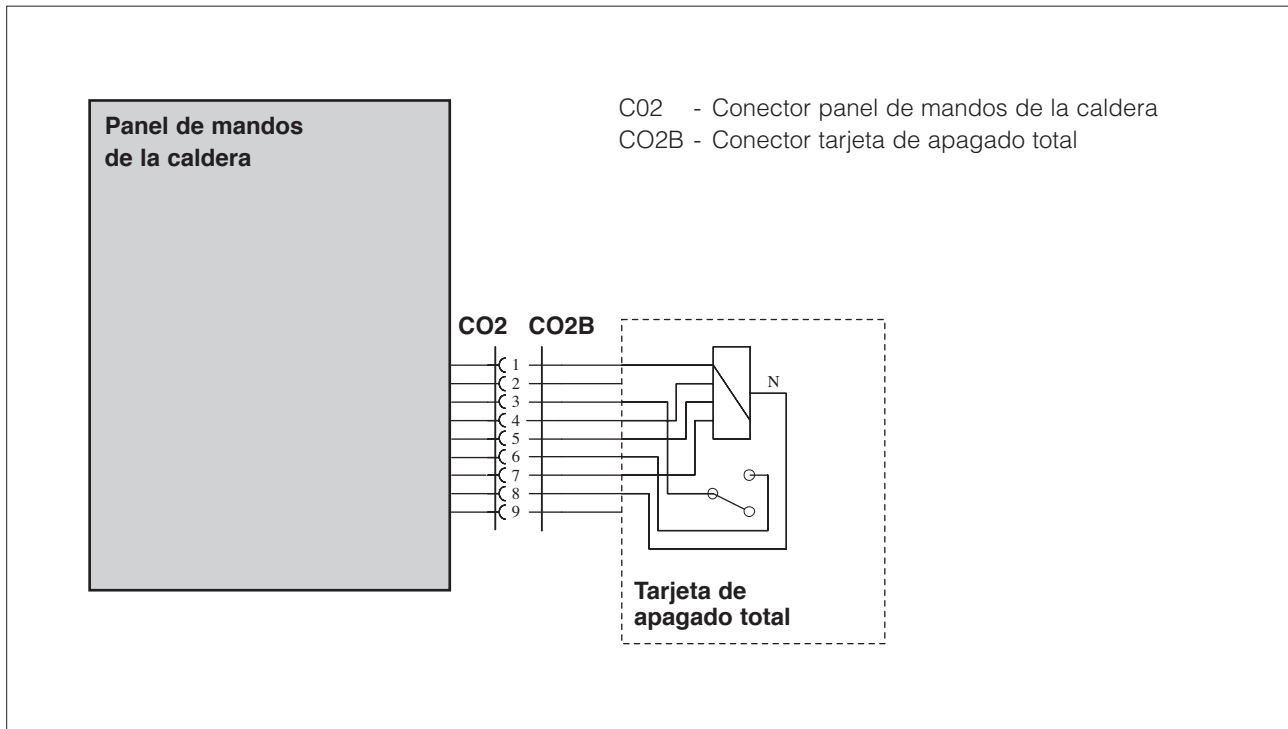 Panel de mandos
de la caldera
C02 - Conector panel de mandos de la caldera
CO2B - Conector tarjeta de apagado total
CO2 CO2B
1
2
3
4
5
6
7
8
9
N
Tarjeta de
apagado total